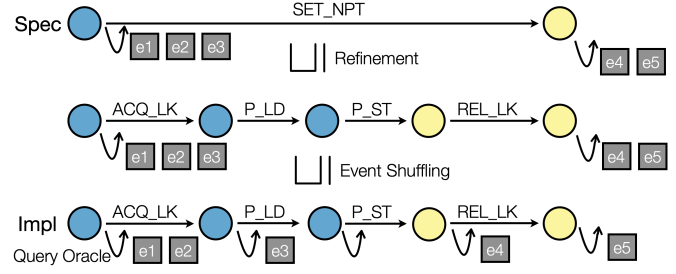 SET_NPT
Spec
e1 e2 e3
e4 e5
Refinement
ACQ_LK P_LD P_ST REL_LK
e1 e2 e3
e4 e5
Event Shuffling
ACQ_LK P_LD P_ST REL_LK
Impl
Query Oracle e1 e2 e3 e4 e5